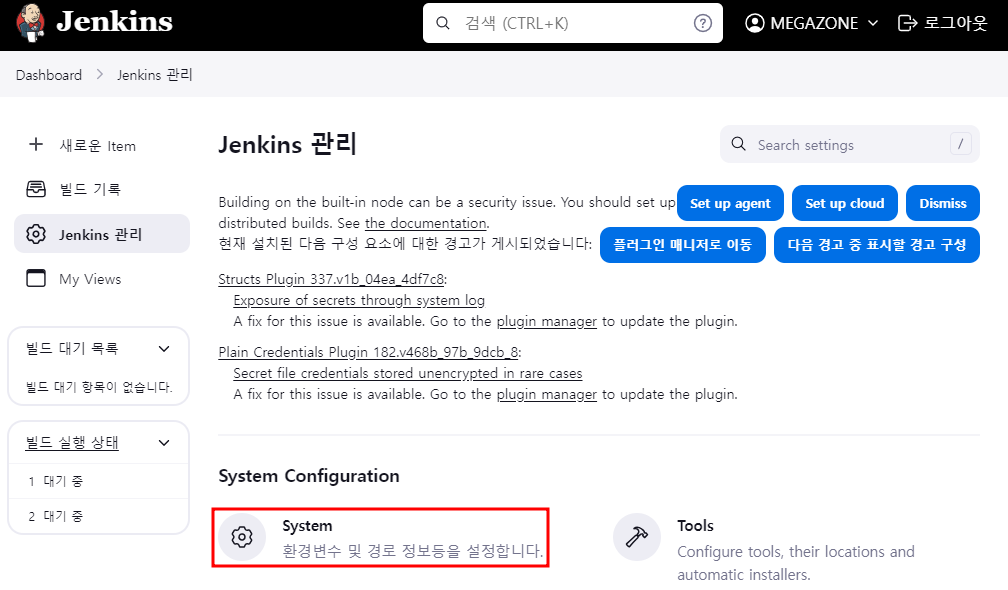 Jenkins
검색 (CTRL+K)
?
MEGAZONE
로그아웃
Dashboard > Jenkins 관리
새로운 Item
빌드 기록
Jenkins 관리
My Views
빌드 대기 목록
빌드 대기 항목이 없습니다.
빌드 실행 상태
1 대기 중
2 대기 중
Jenkins 관리
Search settings
/
Building on the built-in node can be a security issue. You should set up
distributed builds. See the documentation.
Set up agent
Set up cloud
Dismiss
현재 설치된 다음 구성 요소에 대한 경고가 게시되었습니다:
플러그인 매니저로 이동
다음 경고 중 표시할 경고 구성
Structs Plugin 337.v1b_04ea_4df7c8:
Exposure of secrets through system log
A fix for this issue is available. Go to the plugin manager to update the plugin.
Plain Credentials Plugin 182.v468b_97b_9dcb_8:
Secret file credentials stored unencrypted in rare cases
A fix for this issue is available. Go to the plugin manager to update the plugin.
System Configuration
System
환경변수 및 경로 정보등을 설정합니다.
Tools
Configure tools, their locations and
automatic installers.